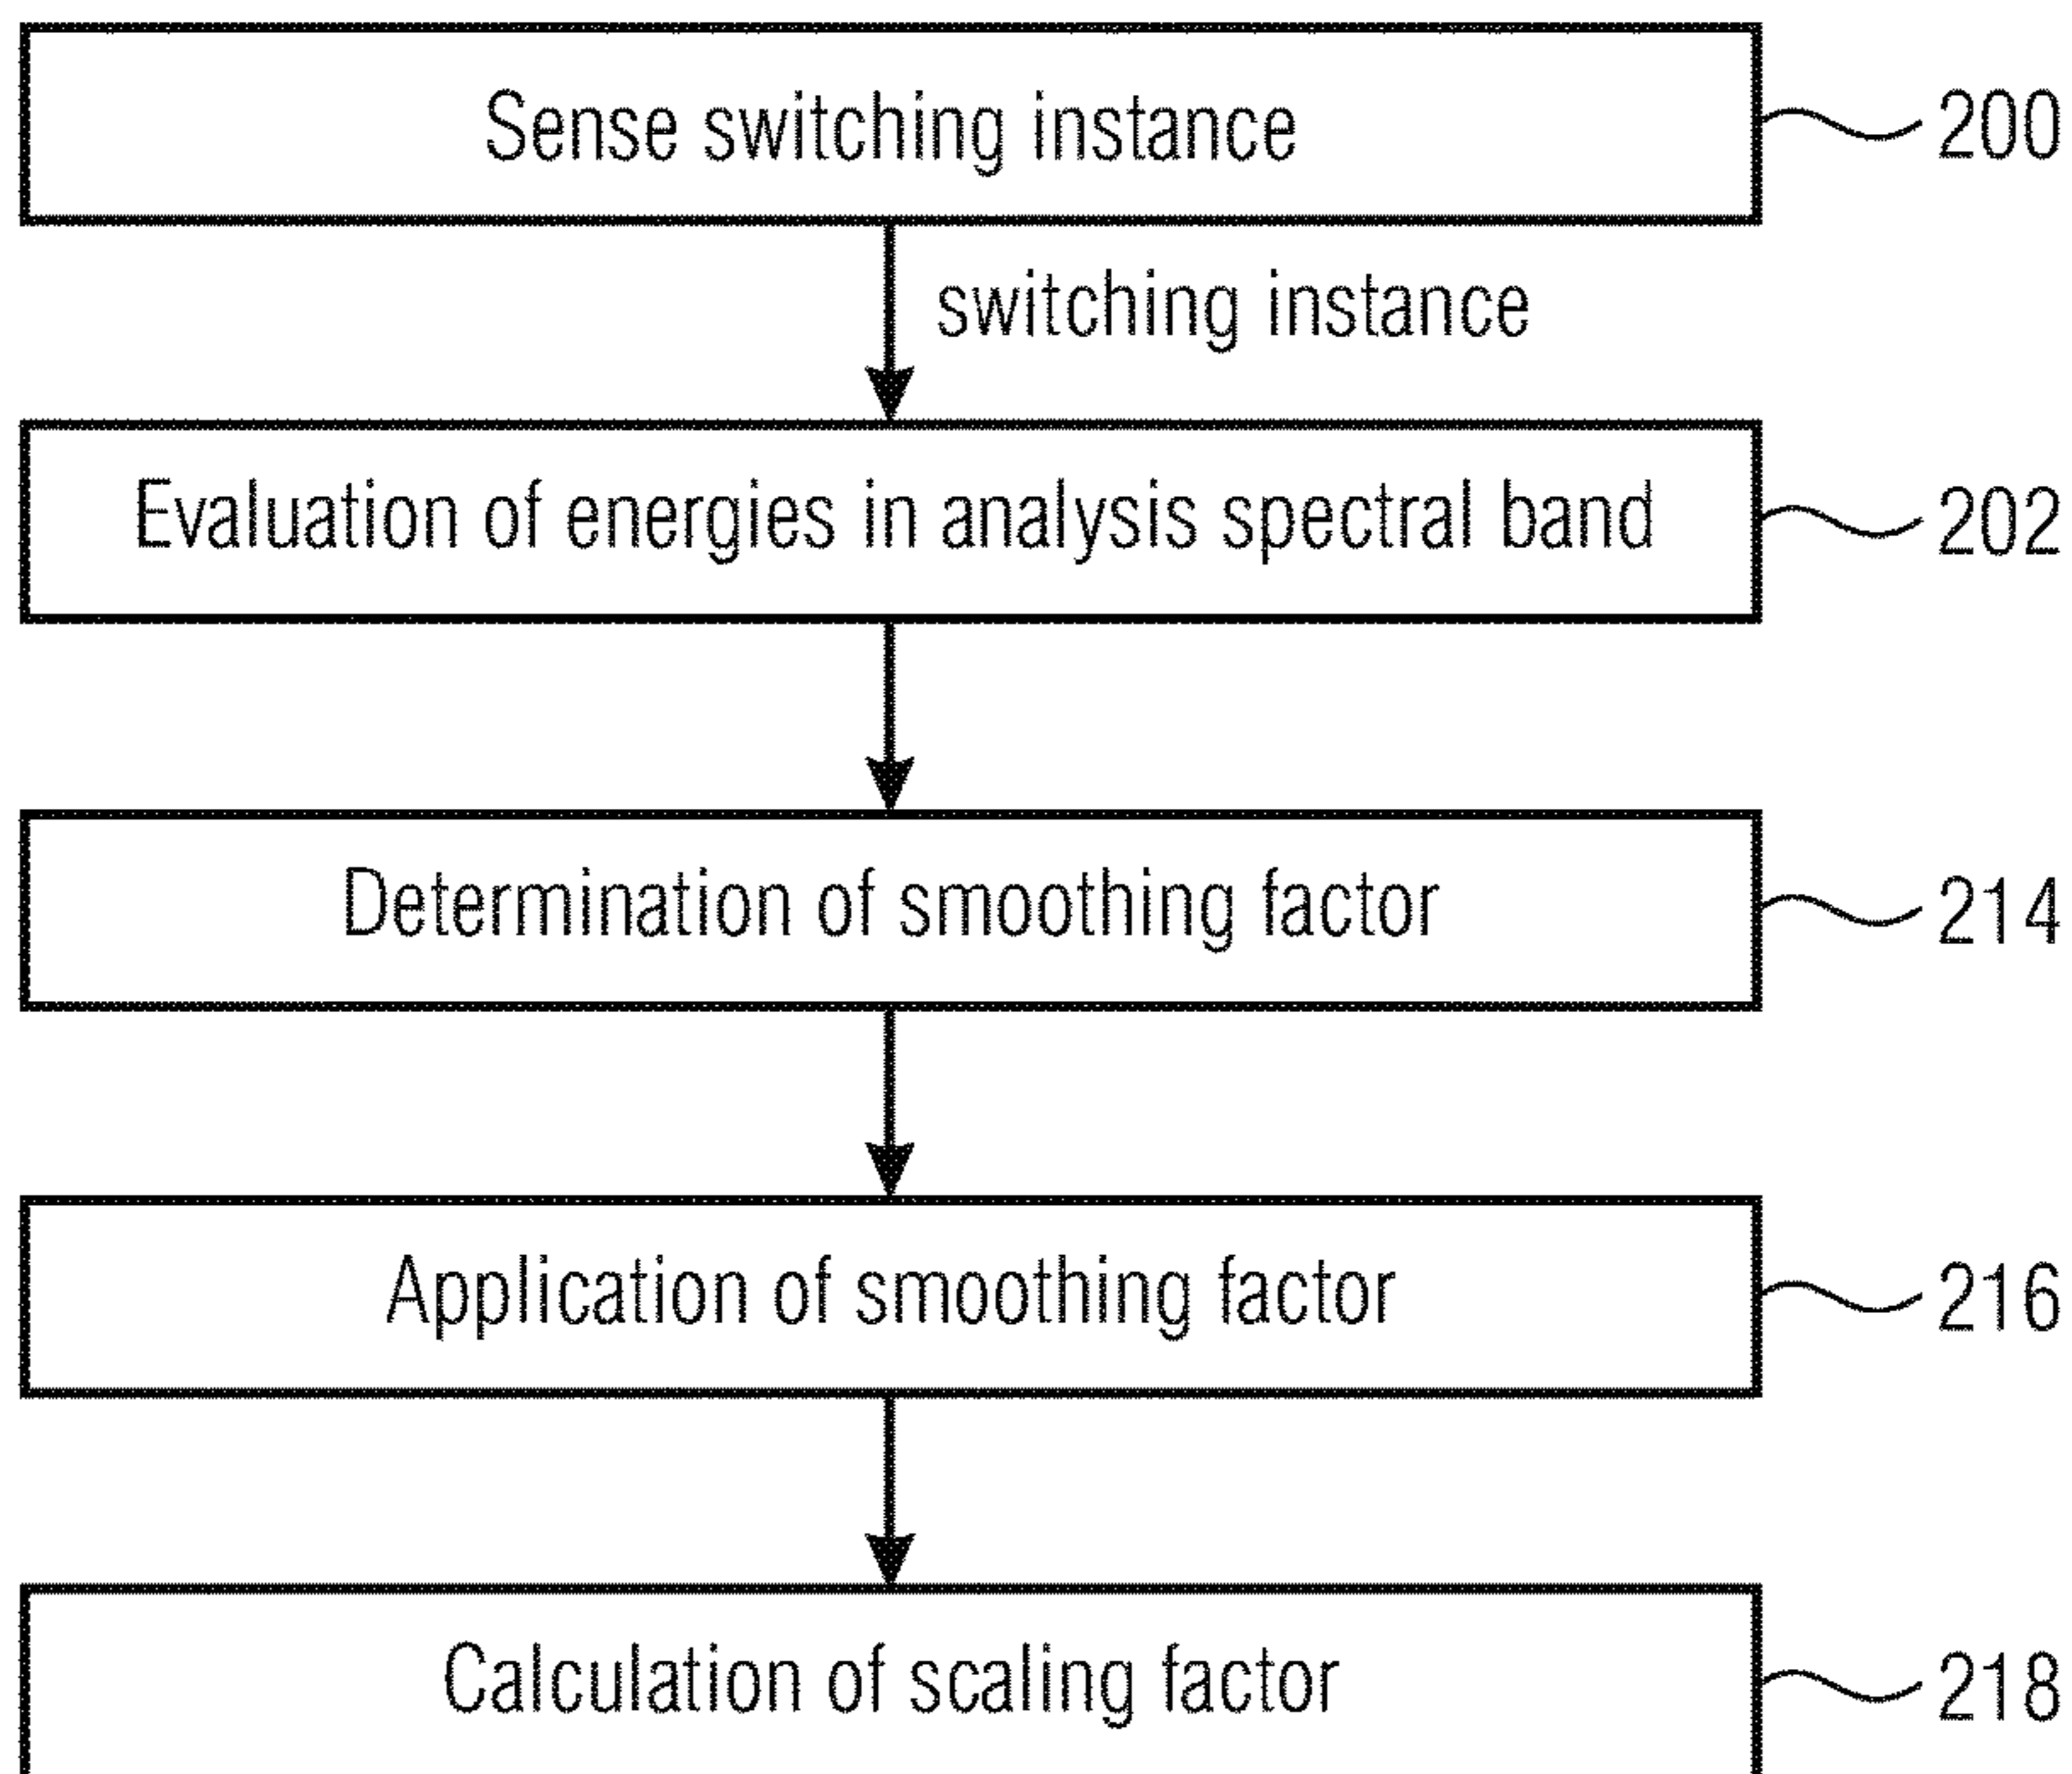 Sense switching instance 200
switching instance
Evaluation of energies in analysis spectral band 202
Determination of smoothing factor 214
Application of smoothing factor 216
Calculation of scaling factor 218